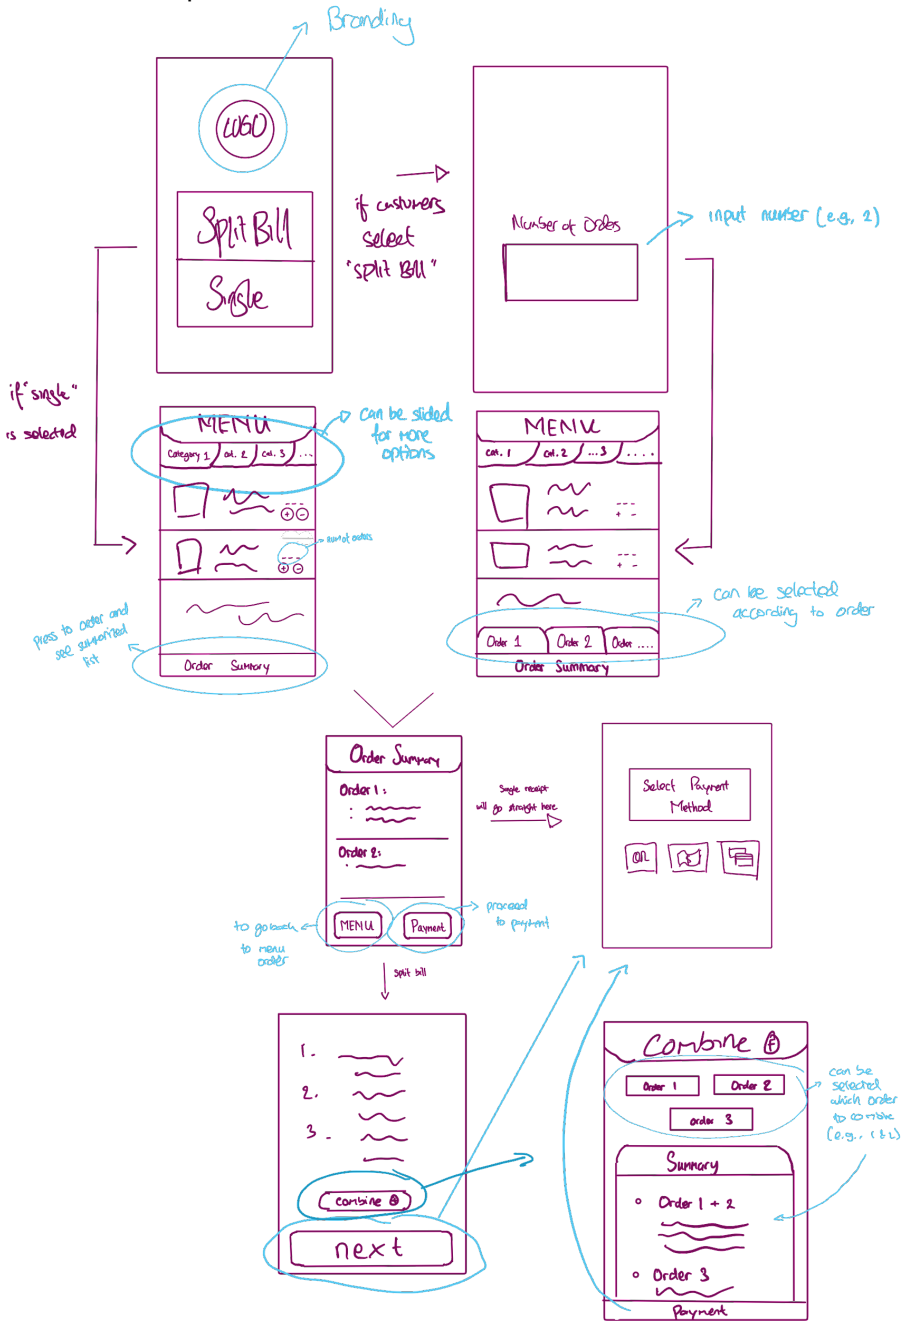 Branding
LOGO
Split Bill
Single
if custumers
select
"split Bill"
Number of Orders
input number (e.g., 2)
if "single"
is selected
MENU
Category 1
Cat. 2
Cat. 3
...
can be slided
for more
options
num of orders
press to order and
see summarized
list
Order Summary
MENU
Cat. 1
Cat. 2
...3
....
can be selected
according to order
Order 1
Order 2
Order ....
Order Summary
Order Summary
Order 1:
Order 2:
MENU
Payment
to go back
to menu
order
proceed
to payment
Single receipt
will go straight here
Select Payment
Method
split bill
1.
2.
3.
combine
next
Combine
Order 1
Order 2
order 3
can be
selected
which order
to combine
(e.g., 1 & 2)
Summary
Order 1 + 2
Order 3
Payment